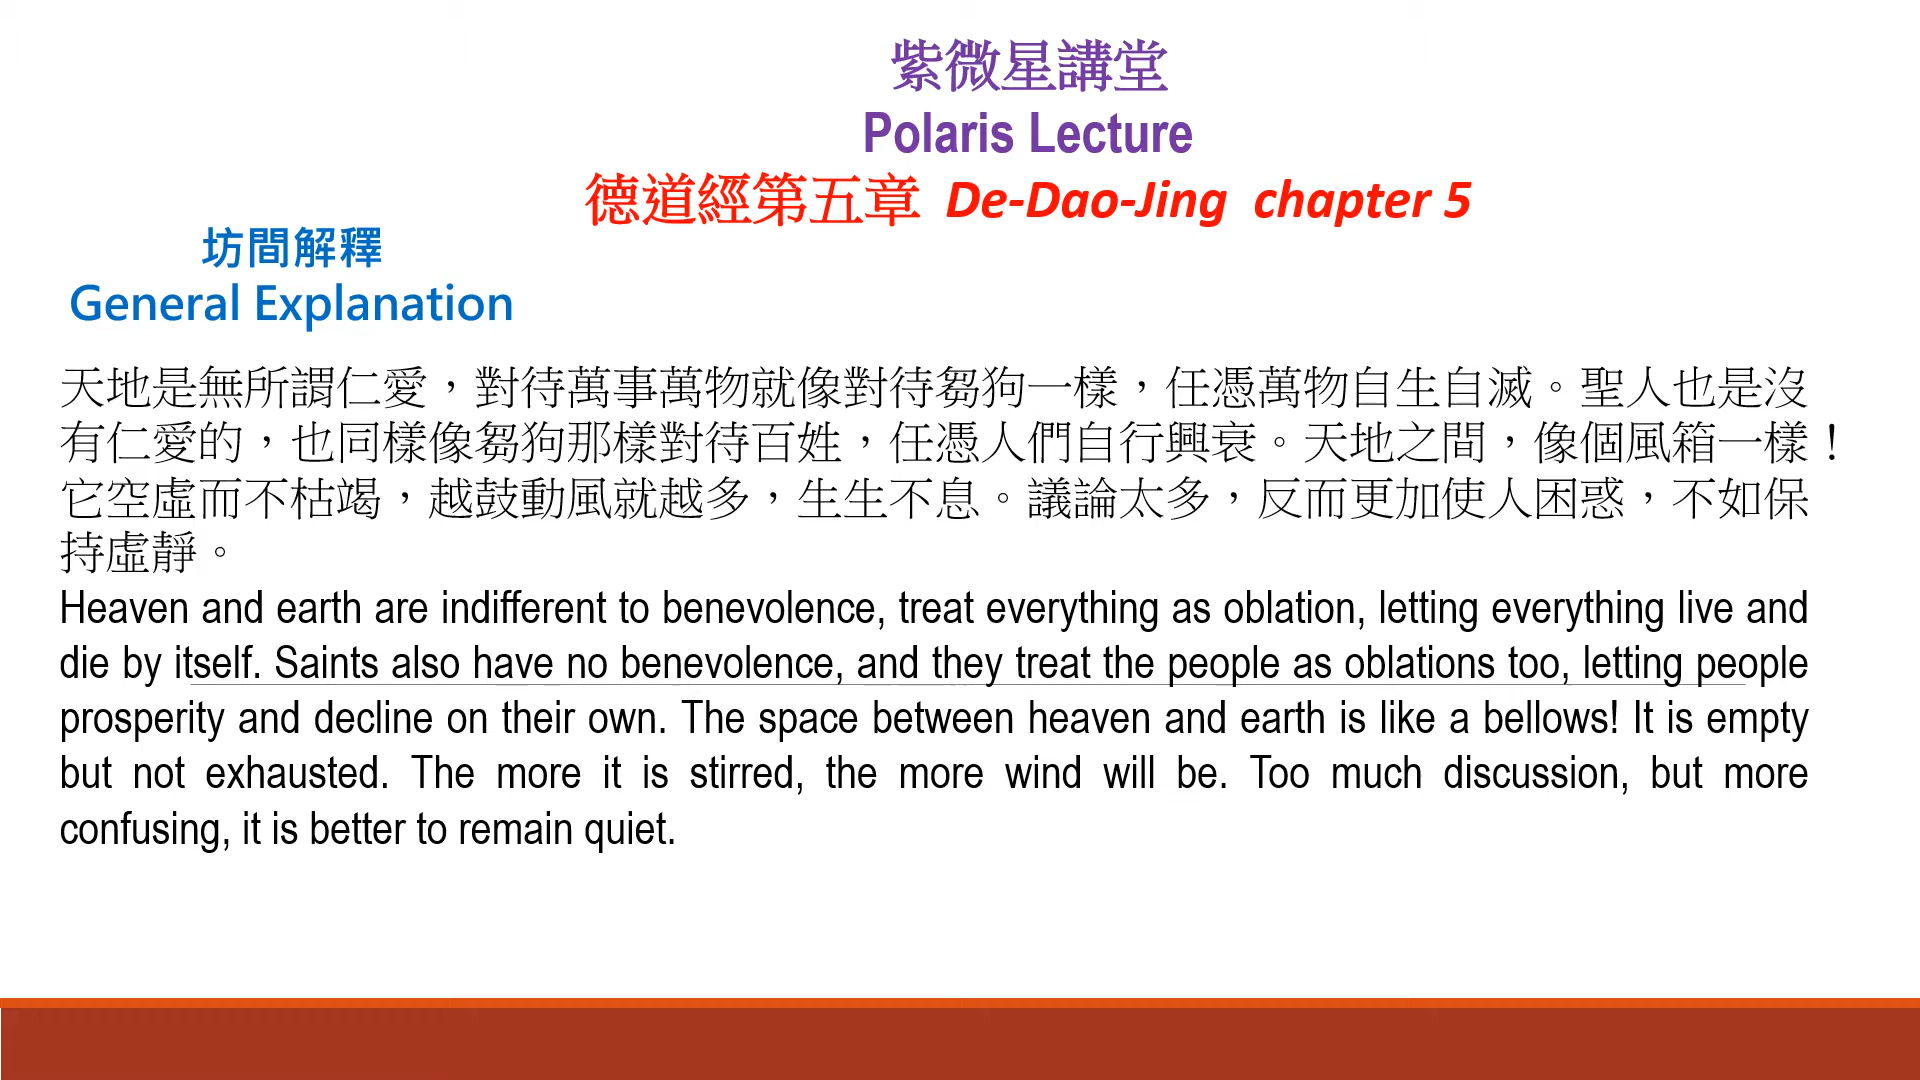 紫微星講堂
Polaris Lecture
德道經第五章 De-Dao-Jing chapter 5
坊間解釋
General Explanation
天地是無所謂仁愛，對待萬事萬物就像對待芻狗一樣，任憑萬物自生自滅。聖人也是沒
有仁愛的，也同樣像芻狗那樣對待百姓，任憑人們自行興衰。天地之間，像個風箱一樣！
它空虛而不枯竭，越鼓動風就越多，生生不息。議論太多，反而更加使人困惑，不如保
持虛靜。
Heaven and earth are indifferent to benevolence, treat everything as oblation, letting everything live and
die by itself. Saints also have no benevolence, and they treat the people as oblations too, letting people
prosperity and decline on their own. The space between heaven and earth is like a bellows! It is empty
but not exhausted. The more it is stirred, the more wind will be. Too much discussion, but more
confusing, it is better to remain quiet.